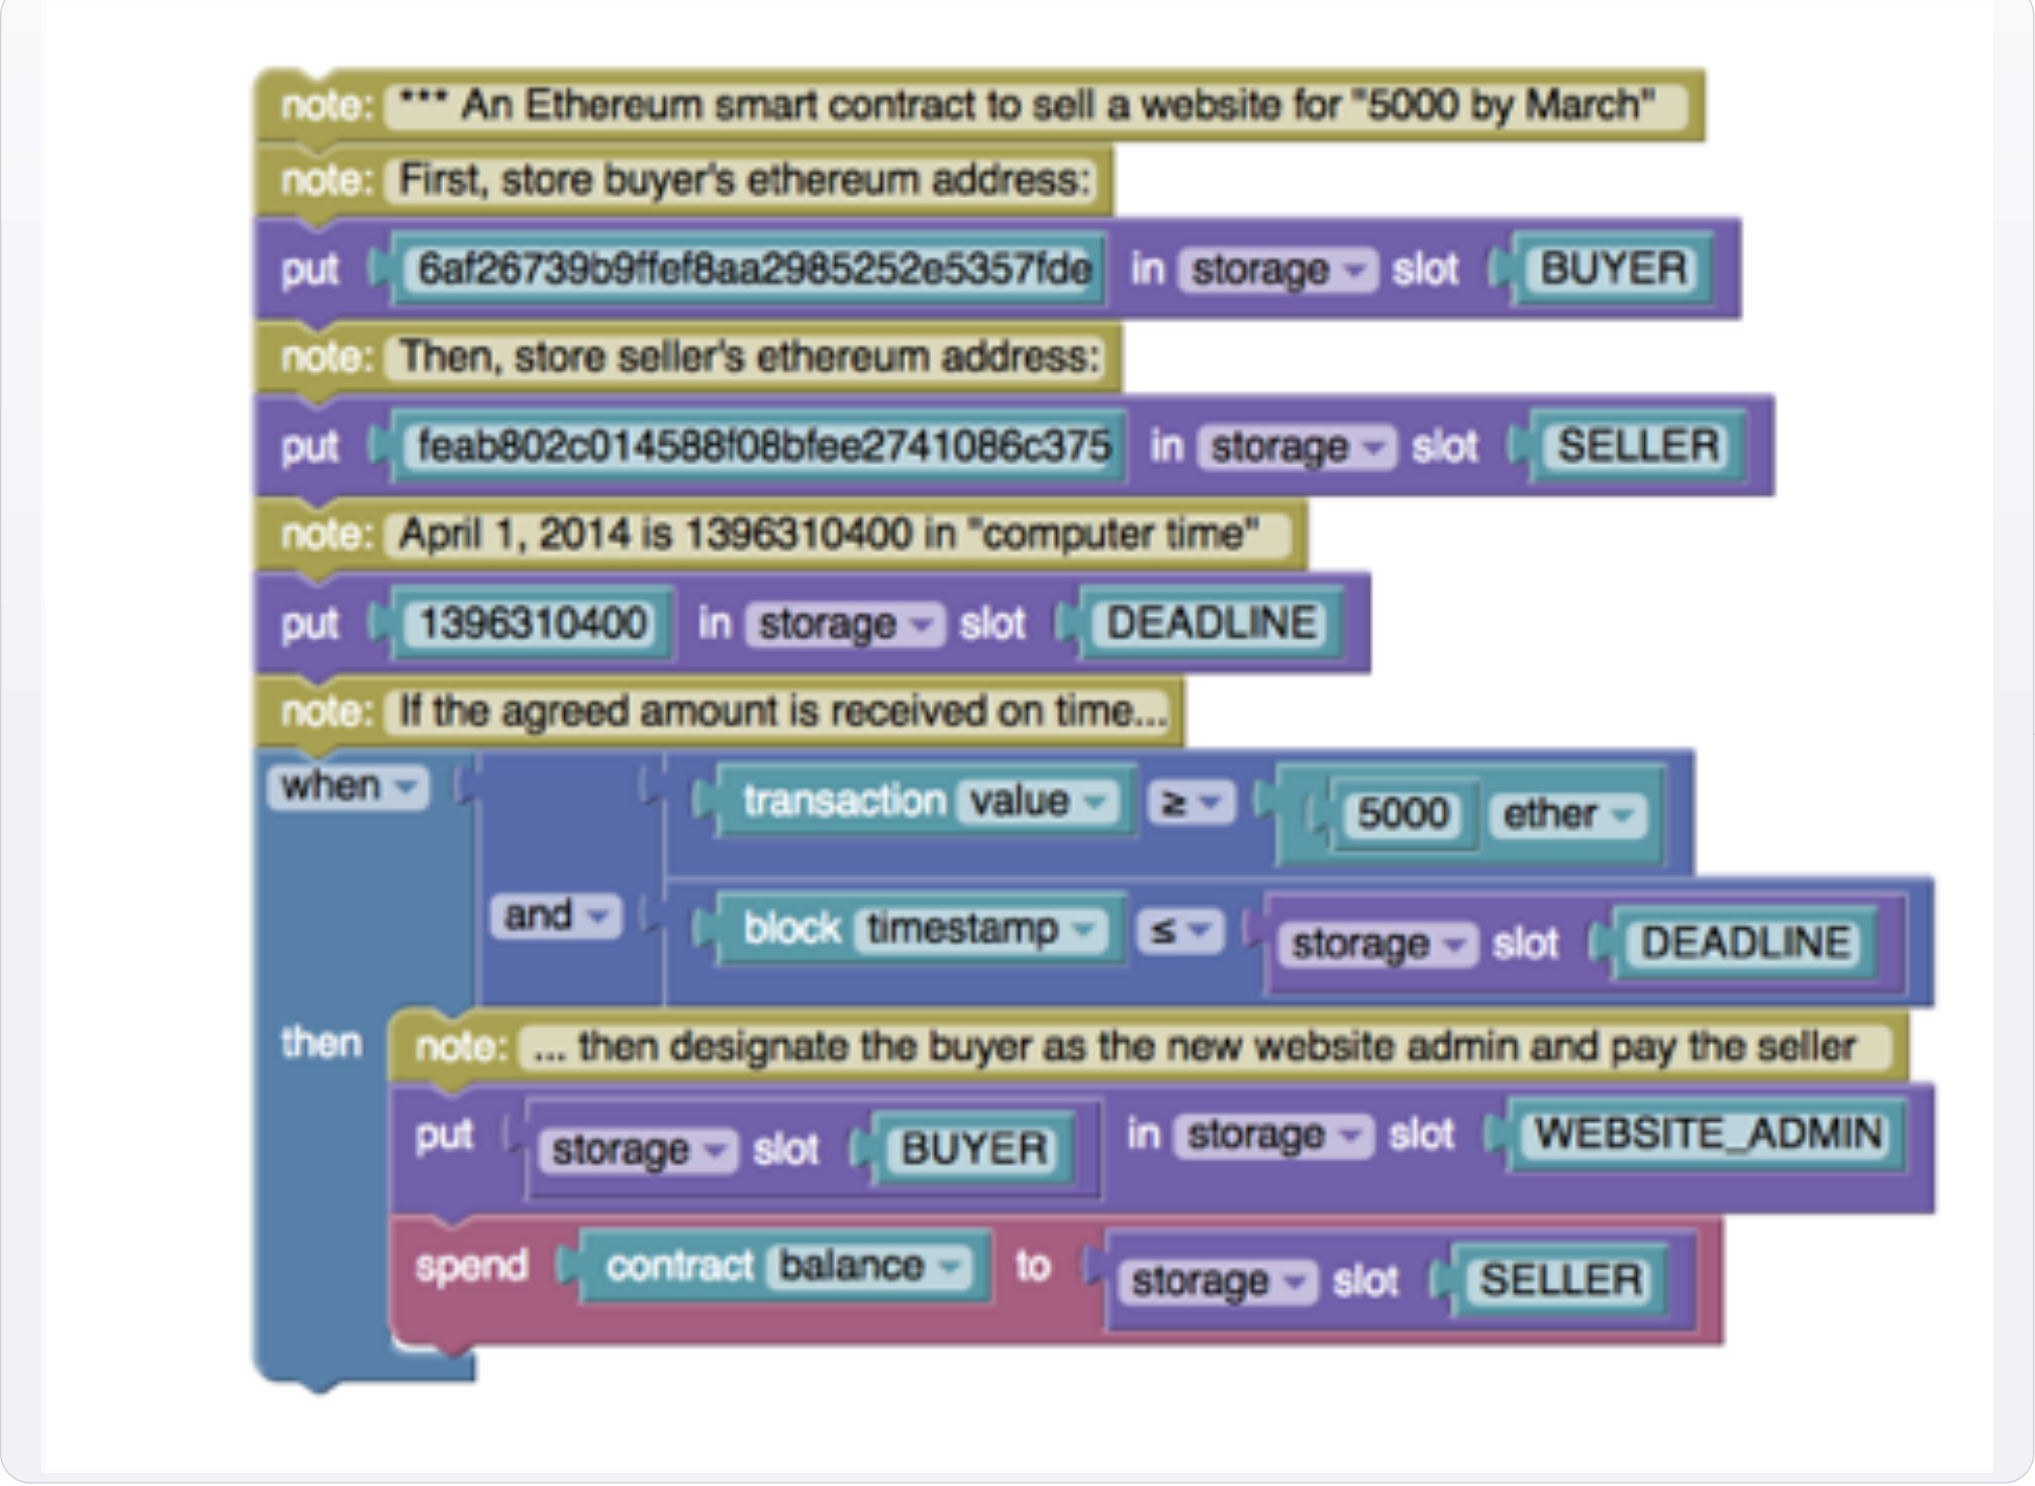 note: *** An Ethereum smart contract to sell a website for "5000 by March"
note: First, store buyer's ethereum address:
put 6af26739b9ffef8aa2985252e5357fde in storage slot BUYER
note: Then, store seller's ethereum address:
put feab802c014588f08bfee2741086c375 in storage slot SELLER
note: April 1, 2014 is 1396310400 in "computer time"
put 1396310400 in storage slot DEADLINE
note: If the agreed amount is received on time...
when transaction value ≥ 5000 ether
and block timestamp ≤ storage slot DEADLINE
then note: ... then designate the buyer as the new website admin and pay the seller
put storage slot BUYER in storage slot WEBSITE_ADMIN
spend contract balance to storage slot SELLER